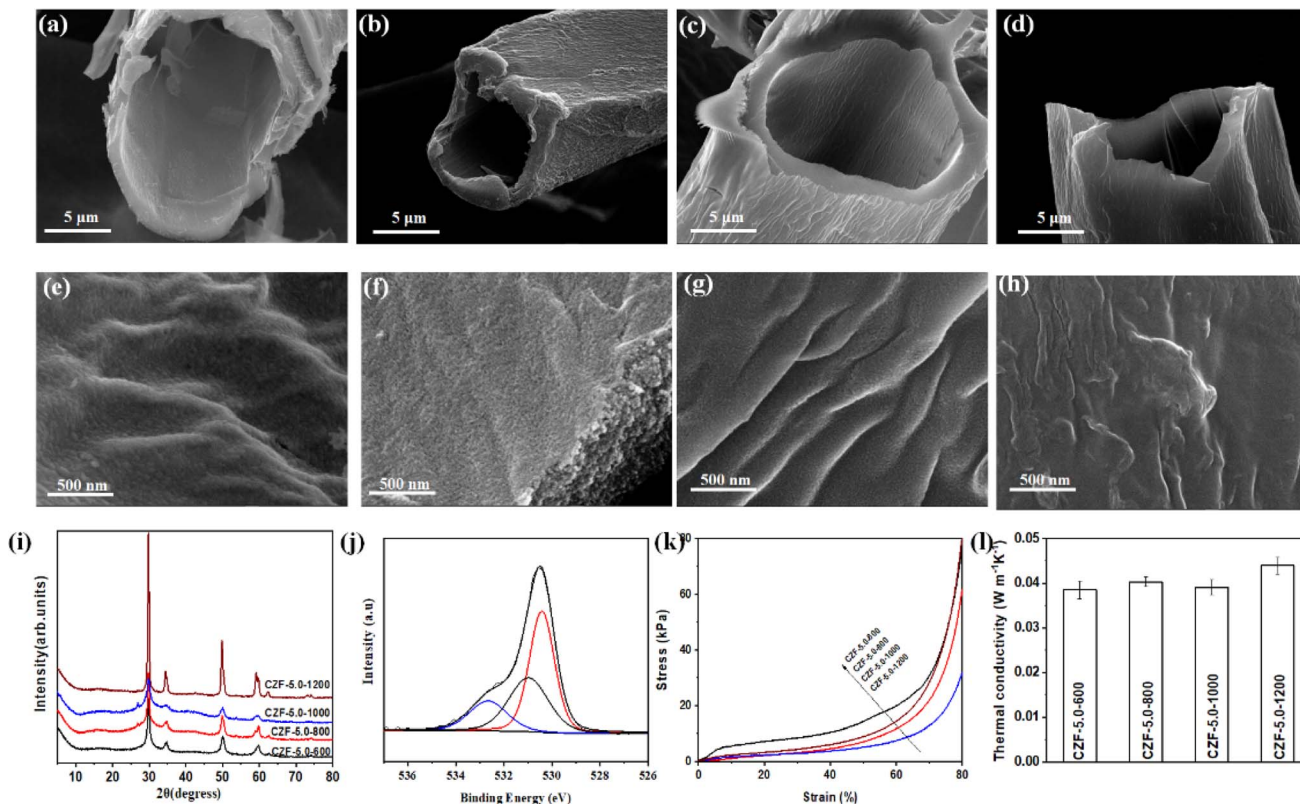 (a)
5 μm
(b)
5 μm
(c)
5 μm
(d)
5 μm
(e)
500 nm
(f)
500 nm
(g)
500 nm
(h)
500 nm
(i)
Intensity(arb.units)
CZF-5.0-1200
CZF-5.0-1000
CZF-5.0-800
CZF-5.0-600
10 20 30 40 50 60 70 80
2θ(degress)
(j)
Intensity (a.u)
536 534 532 530 528 526
Binding Energy (eV)
(k)
Stress (kPa)
80
60
40
20
0
CZF-5.0-600
CZF-5.0-800
CZF-5.0-1000
CZF-5.0-1200
0 20 40 60 80
Strain (%)
(l)
Thermal conductivity (W m⁻¹K⁻¹)
0.05
0.04
0.03
0.02
0.01
0.00
CZF-5.0-600
CZF-5.0-800
CZF-5.0-1000
CZF-5.0-1200